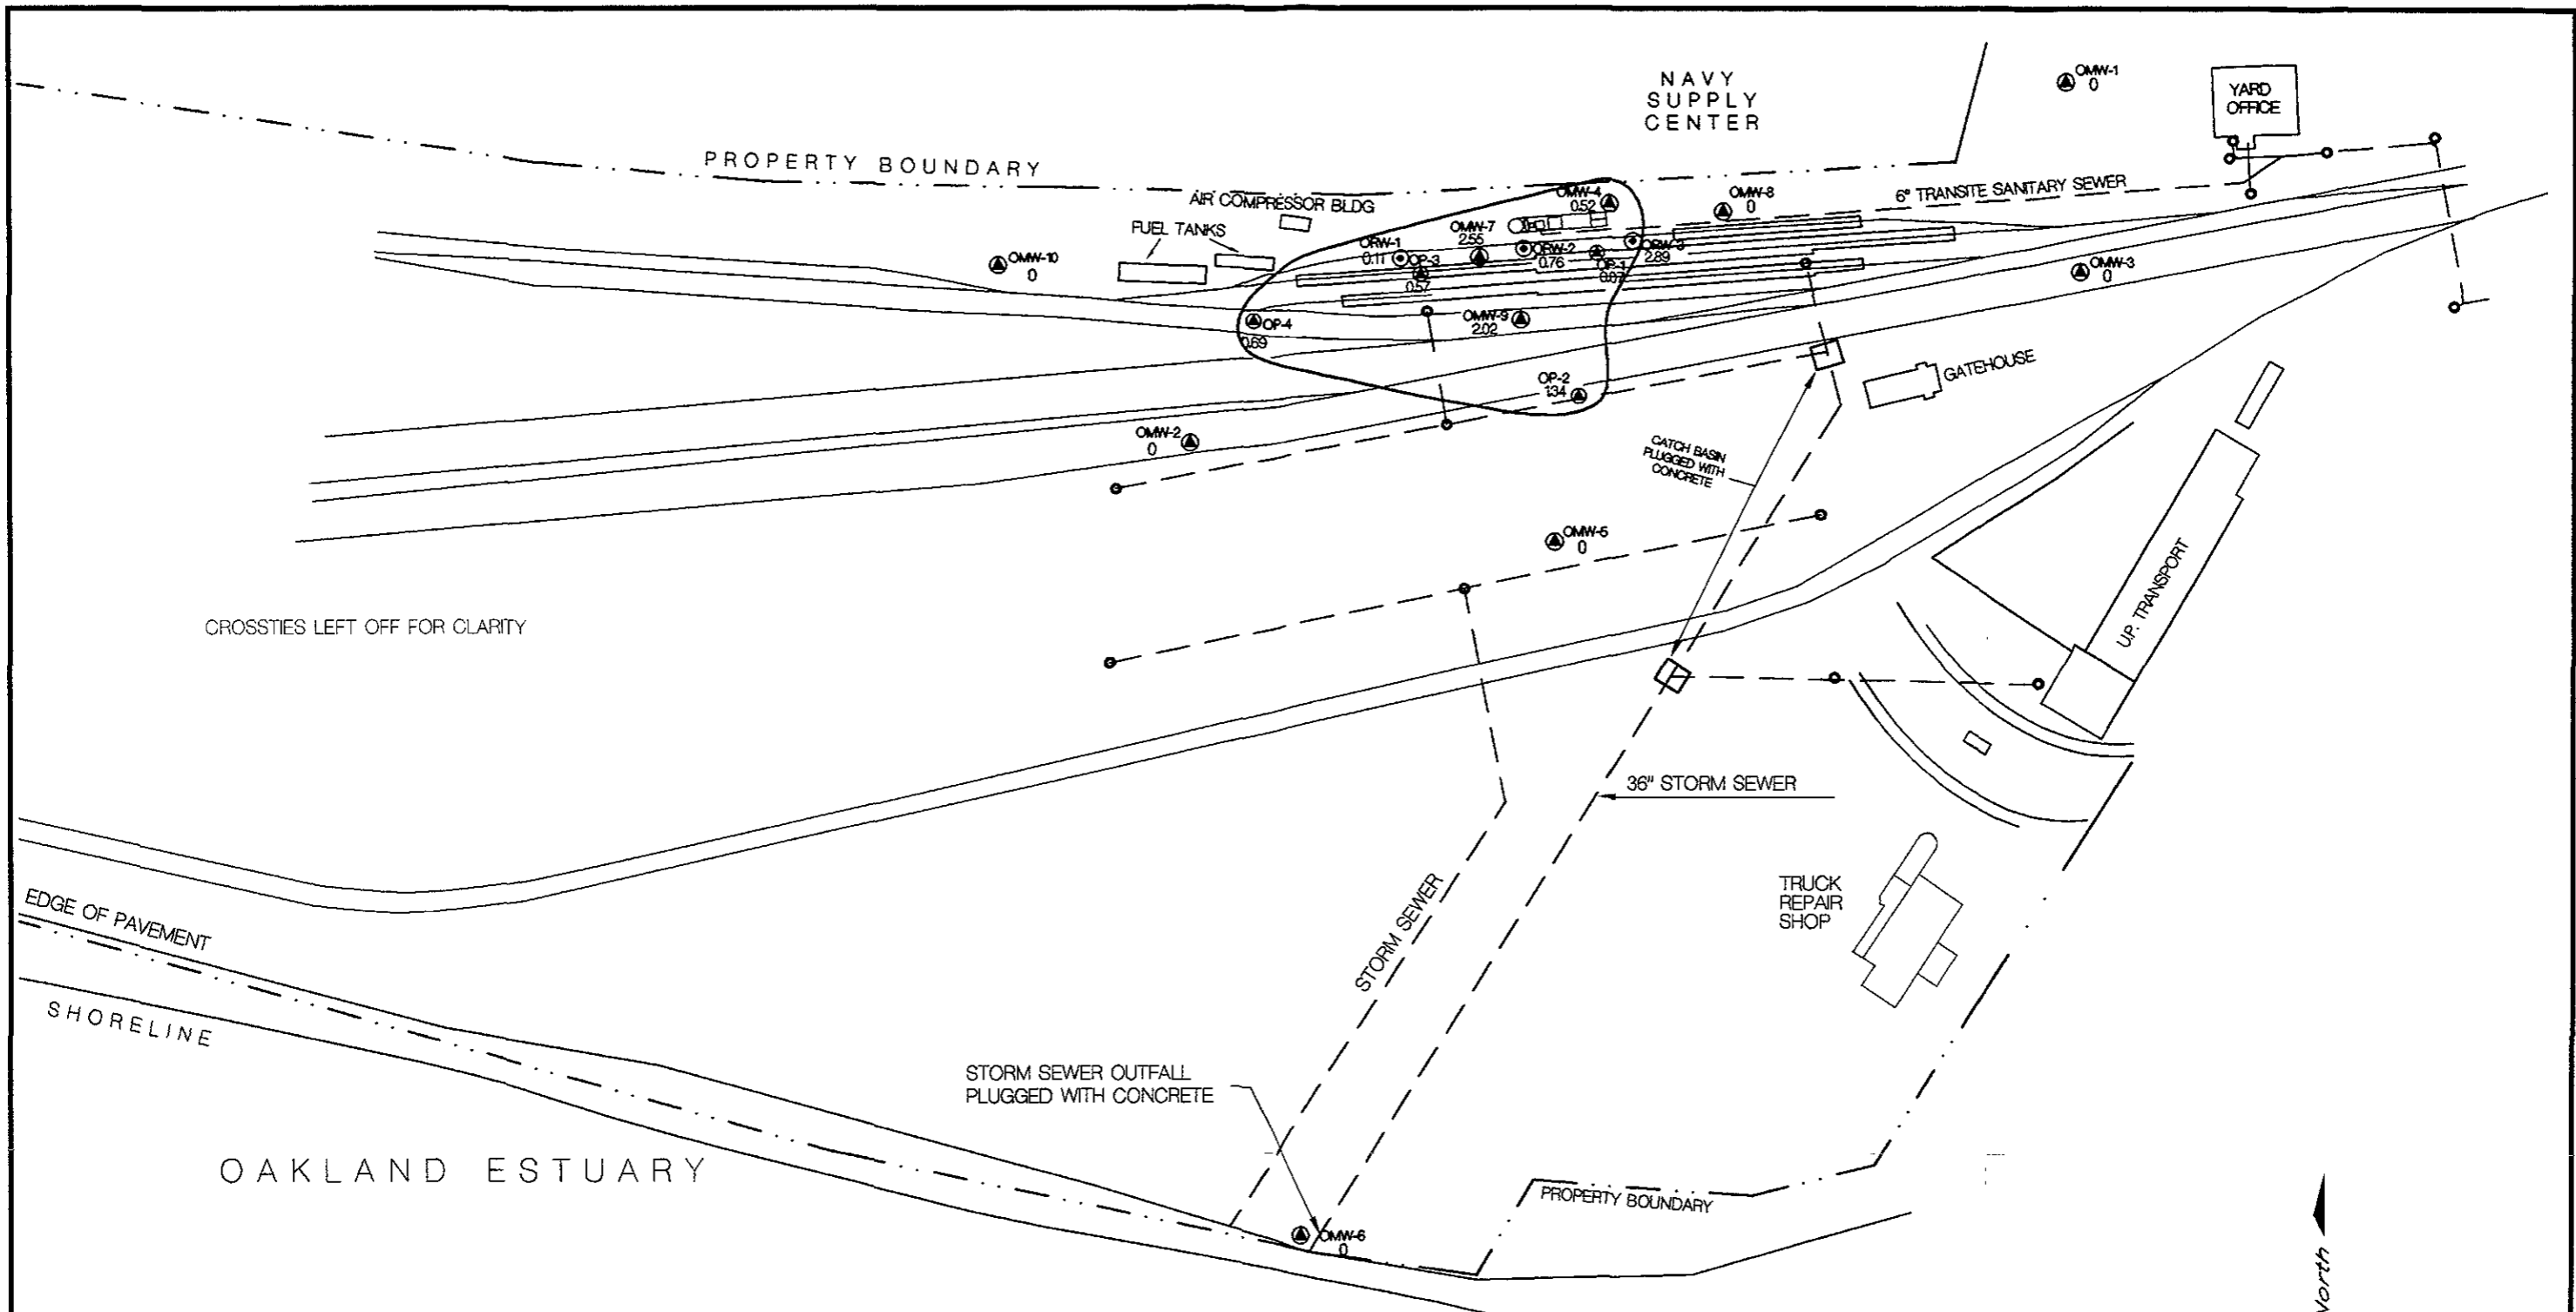 NAVY
SUPPLY
CENTER
OMW-1
0
YARD
OFFICE
PROPERTY BOUNDARY
AIR COMPRESSOR BLDG
FUEL TANKS
OMW-4
0.52
OMW-8
0
6" TRANSITE SANITARY SEWER
OMW-10
0
ORW-1
0.11
OP-3
0.57
OMW-7
2.55
ORW-2
0.76
OP-1
0.07
ORW-3
2.89
OMW-3
0
OP-4
0.69
OMW-9
2.02
OP-2
1.34
GATEHOUSE
OMW-2
0
CATCH BASIN
PLUGGED WITH
CONCRETE
OMW-5
0
U.P. TRANSPORT
CROSSTIES LEFT OFF FOR CLARITY
36" STORM SEWER
STORM SEWER
TRUCK
REPAIR
SHOP
EDGE OF PAVEMENT
SHORELINE
STORM SEWER OUTFALL
PLUGGED WITH CONCRETE
OAKLAND ESTUARY
PROPERTY BOUNDARY
OMW-6
0
North